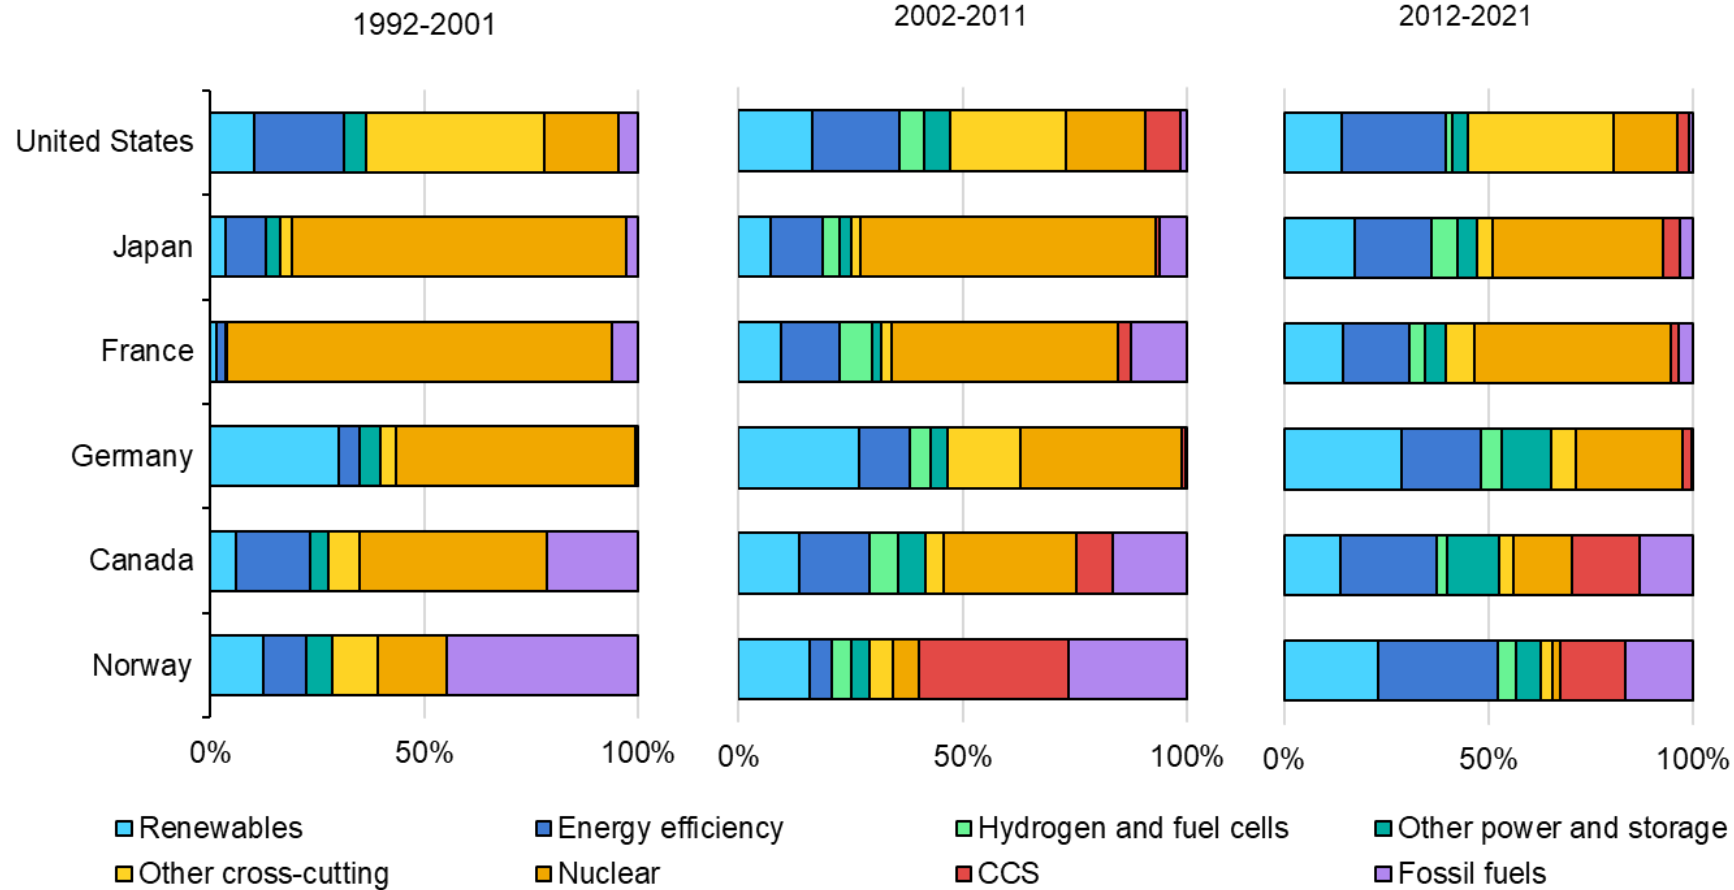 1992-2001 2002-2011 2012-2021
United States
Japan
France
Germany
Canada
Norway
0% 50% 100% 0% 50% 100% 0% 50% 100%
Renewables Energy efficiency Hydrogen and fuel cells Other power and storage
Other cross-cutting Nuclear CCS Fossil fuels